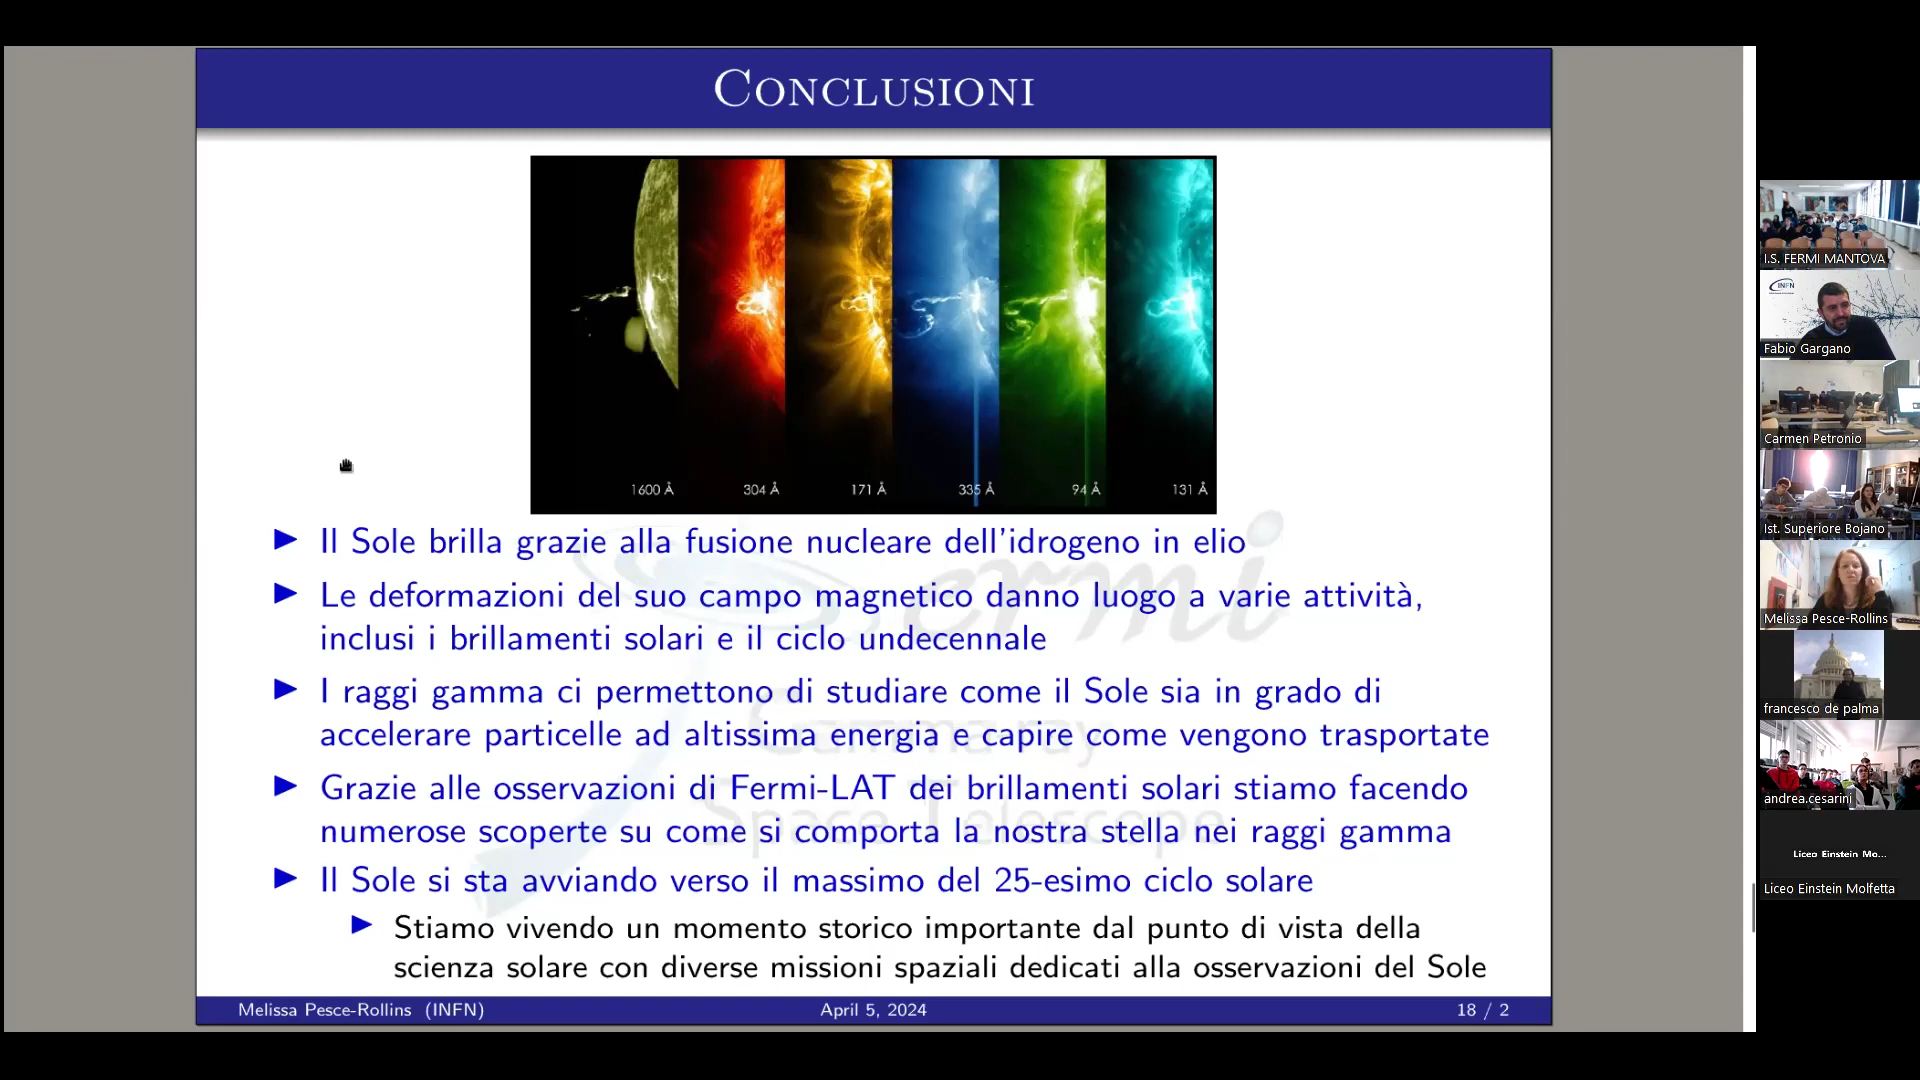 CONCLUSIONI
1600 Å
304 Å
171 Å
335 Å
94 Å
131 Å
Il Sole brilla grazie alla fusione nucleare dell'idrogeno in elio
Le deformazioni del suo campo magnetico danno luogo a varie attività,
inclusi i brillamenti solari e il ciclo undecennale
I raggi gamma ci permettono di studiare come il Sole sia in grado di
accelerare particelle ad altissima energia e capire come vengono trasportate
Grazie alle osservazioni di Fermi-LAT dei brillamenti solari stiamo facendo
numerose scoperte su come si comporta la nostra stella nei raggi gamma
Il Sole si sta avviando verso il massimo del 25-esimo ciclo solare
Stiamo vivendo un momento storico importante dal punto di vista della
scienza solare con diverse missioni spaziali dedicati alla osservazioni del Sole
Fermi
Gamma-ray
Space Telescope
Melissa Pesce-Rollins (INFN)
April 5, 2024
18 / 2
I.S. FERMI MANTOVA
INFN
Fabio Gargano
Carmen Petronio
Ist. Superiore Bojano
Melissa Pesce-Rollins
francesco de palma
andrea.cesarini
Liceo Einstein Mo...
Liceo Einstein Molfetta